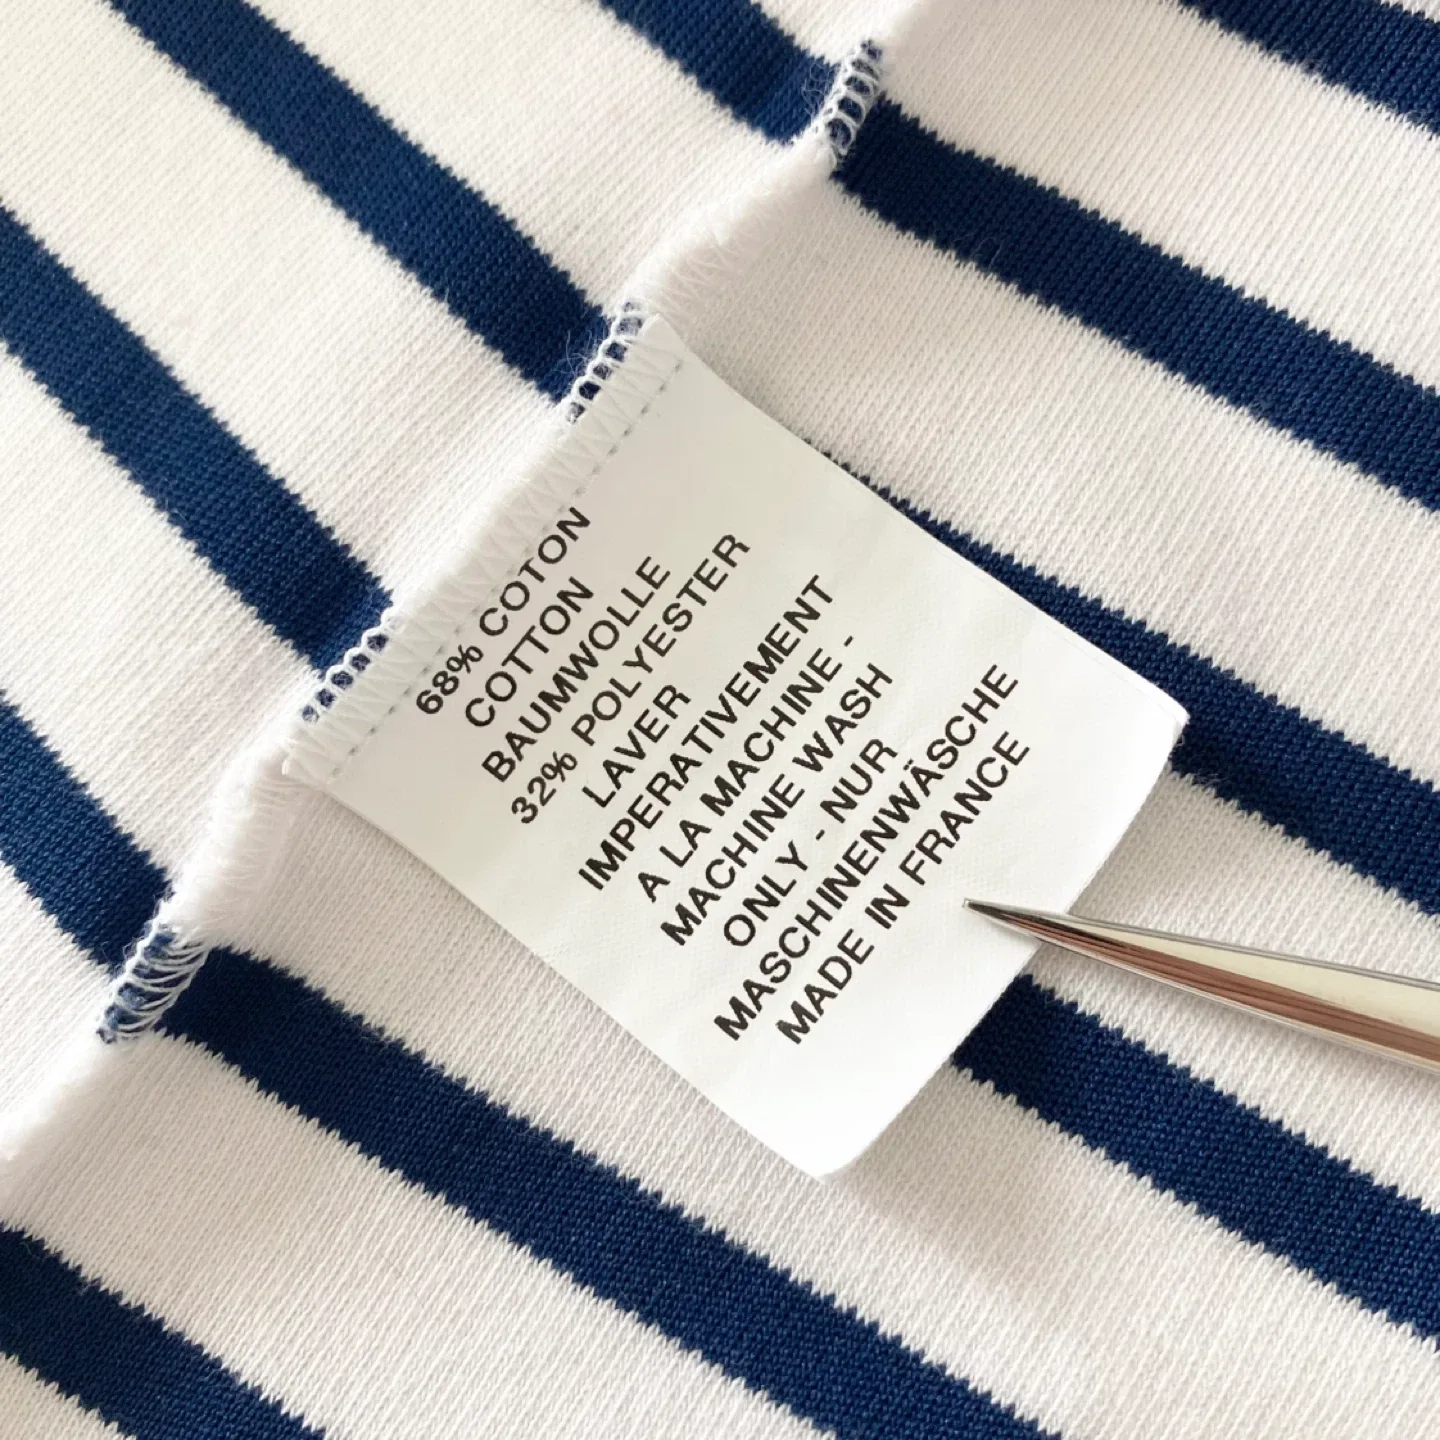 68% COTON
COTTON
BAUMWOLLE
32% POLYESTER
LAVER
IMPERATIVEMENT
A LA MACHINE -
MACHINE WASH
ONLY - NUR
MASCHINENWÄSCHE
MADE IN FRANCE